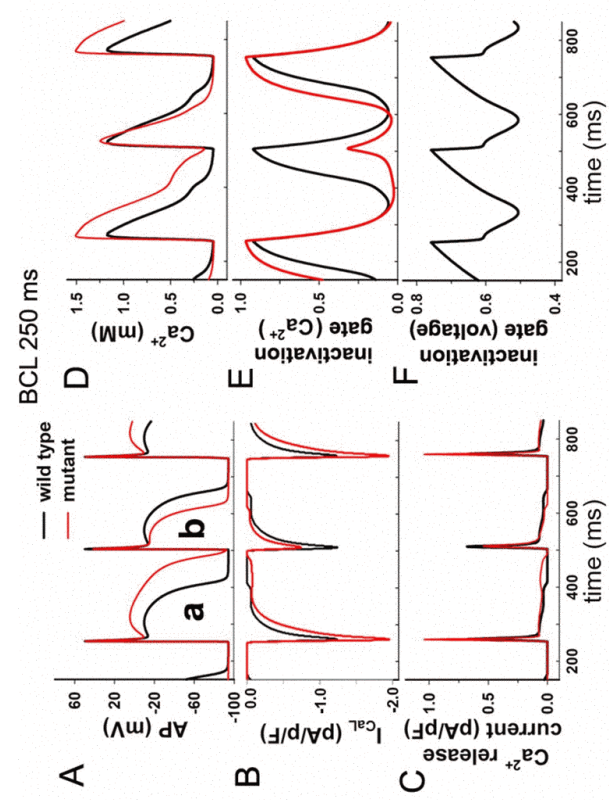 BCL 250 ms
wild type
mutant
A
AP (mV)
60
20
-20
-60
-100
a
b
B
I CaL (pA/p/F)
0.0
-1.0
-2.0
C
Ca2+ release
current (pA/pF)
1.0
0.5
0.0
200
400
600
800
time (ms)
D
Ca2+ (mM)
1.5
1.0
0.5
0.0
E
inactivation
gate (Ca2+)
1.0
0.5
0.0
F
inactivation
gate (voltage)
0.8
0.6
0.4
200
400
600
800
time (ms)